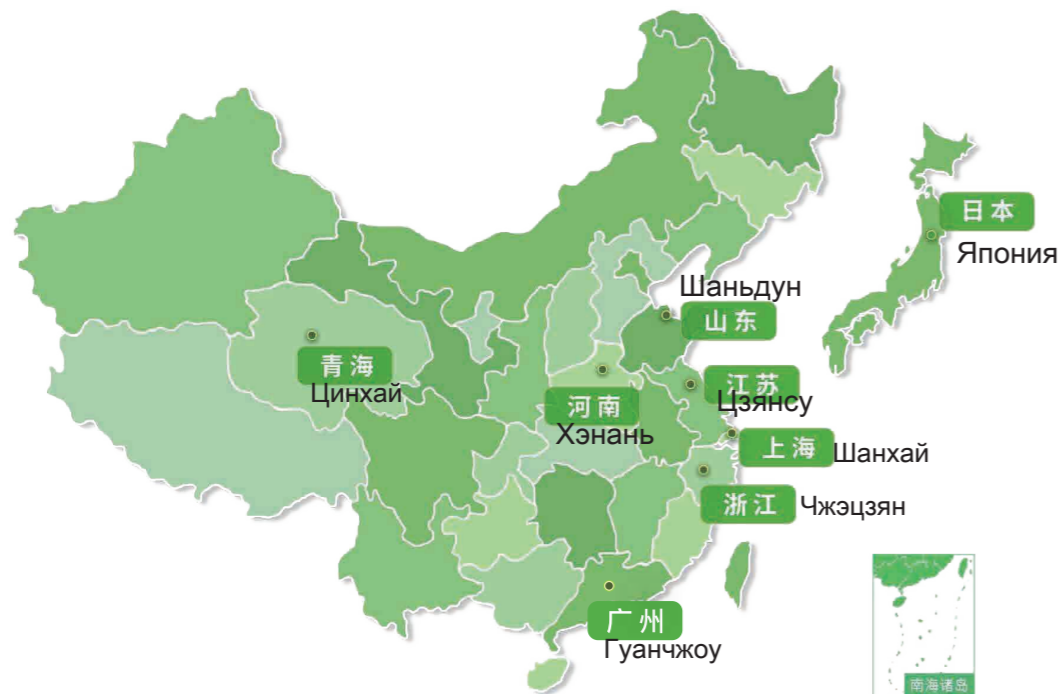 日本
Япония
Шаньдун
山东
青海
Цинхай
江苏
Цзянсу
河南
Хэнань
上海
Шанхай
浙江
Чжэцзян
广州
Гуанчжоу
南海诸岛